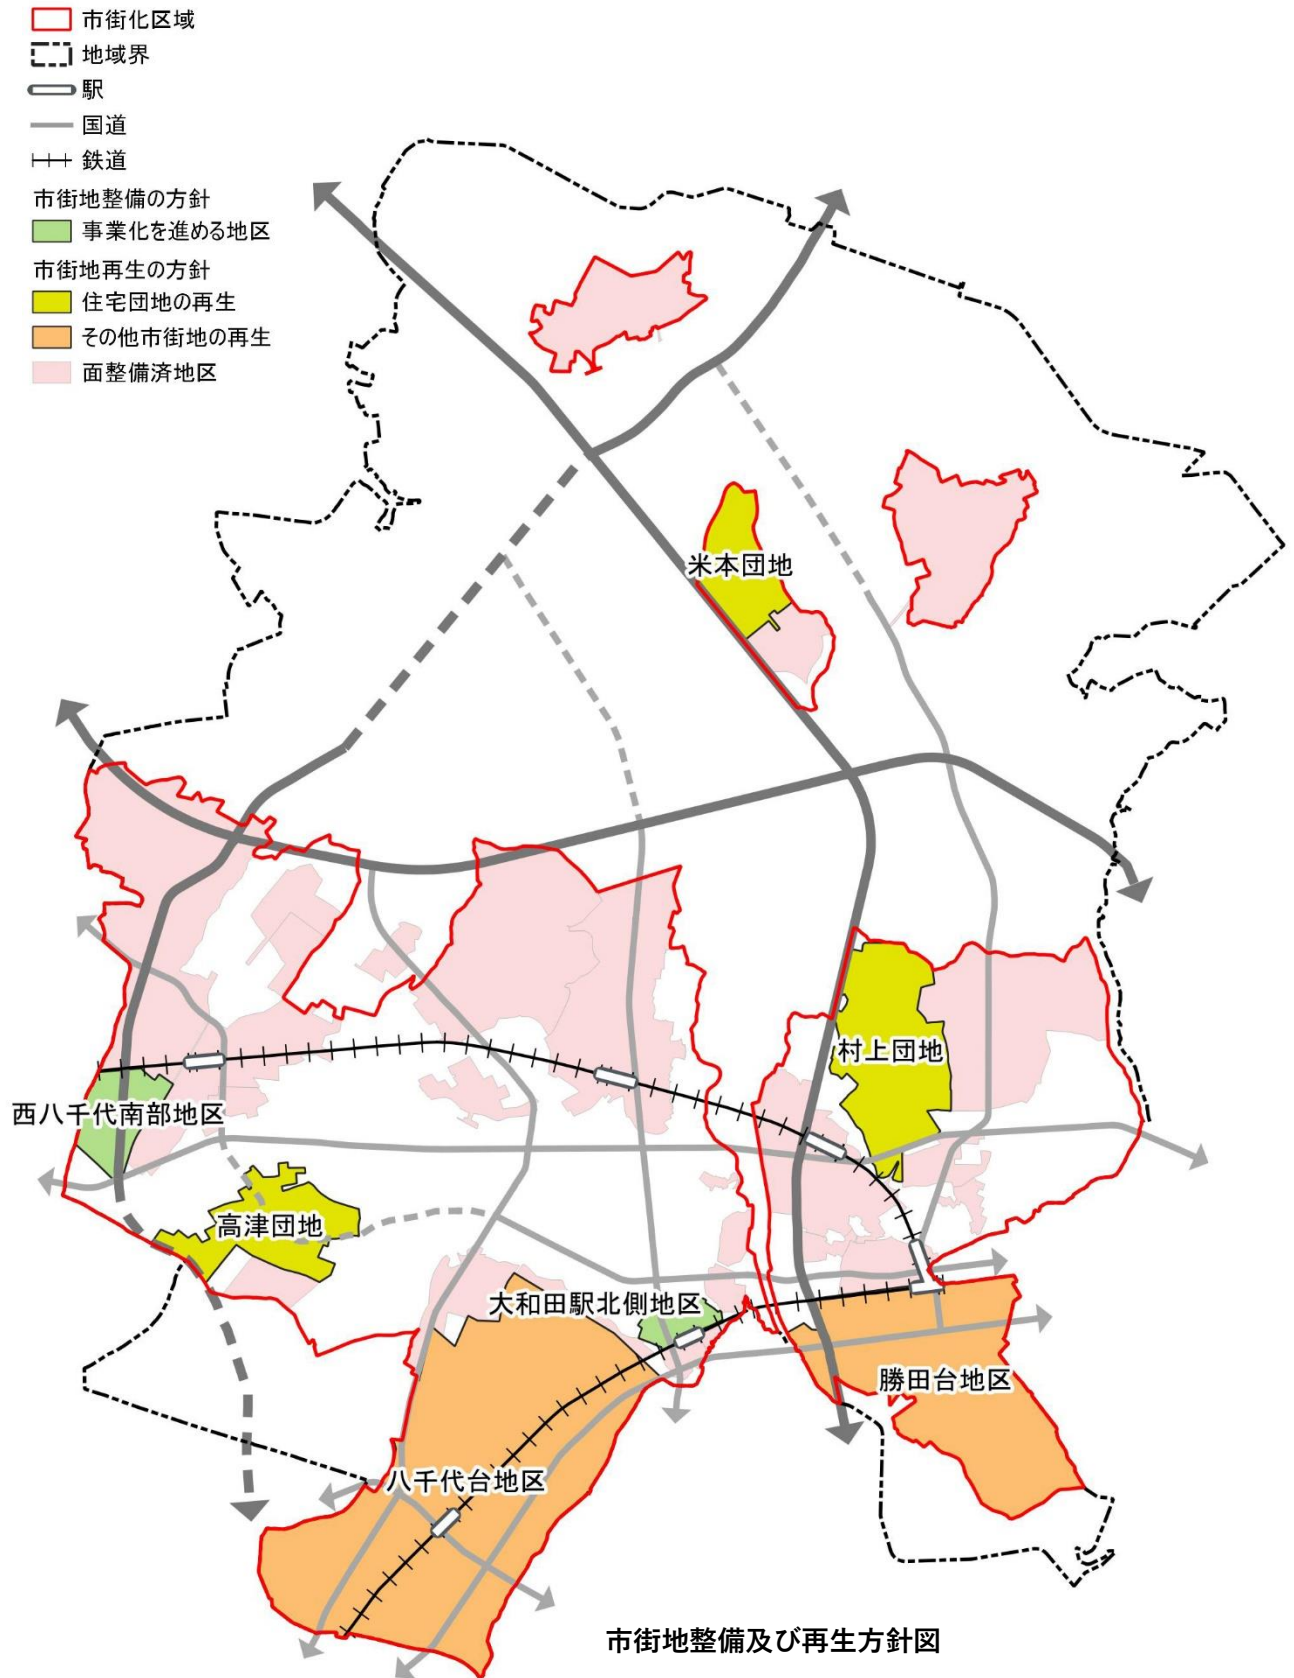 市街化区域
地域界
駅
国道
鉄道
市街地整備の方針
事業化を進める地区
市街地再生の方針
住宅団地の再生
その他市街地の再生
面整備済地区
米本団地
村上団地
西八千代南部地区
高津団地
大和田駅北側地区
勝田台地区
八千代台地区
市街地整備及び再生方針図